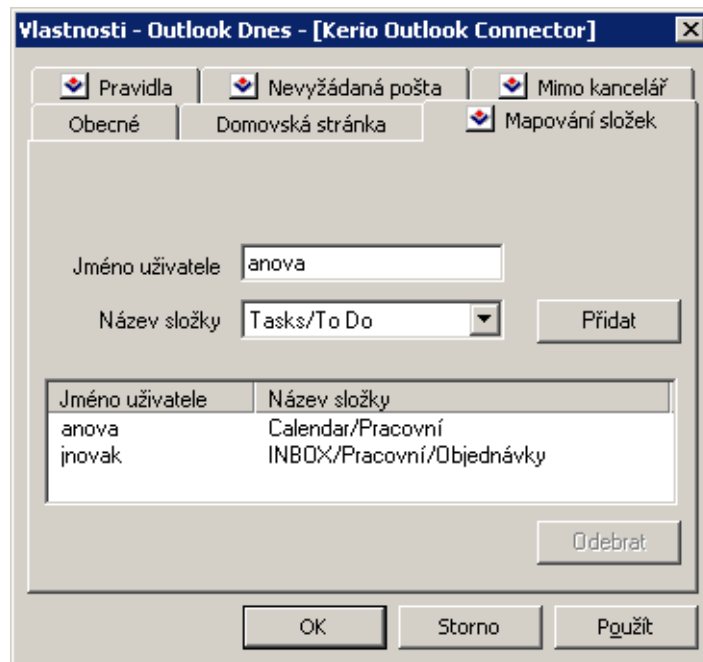 Vlastnosti - Outlook Dnes - [Kerio Outlook Connector]
Pravidla Nevyžádaná pošta Mimo kancelář
Obecné Domovská stránka Mapování složek
Jméno uživatele anova
Název složky Tasks/To Do Přidat
Jméno uživatele Název složky
anova Calendar/Pracovní
jnovak INBOX/Pracovní/Objednávky
Odebrat
OK Storno Použít